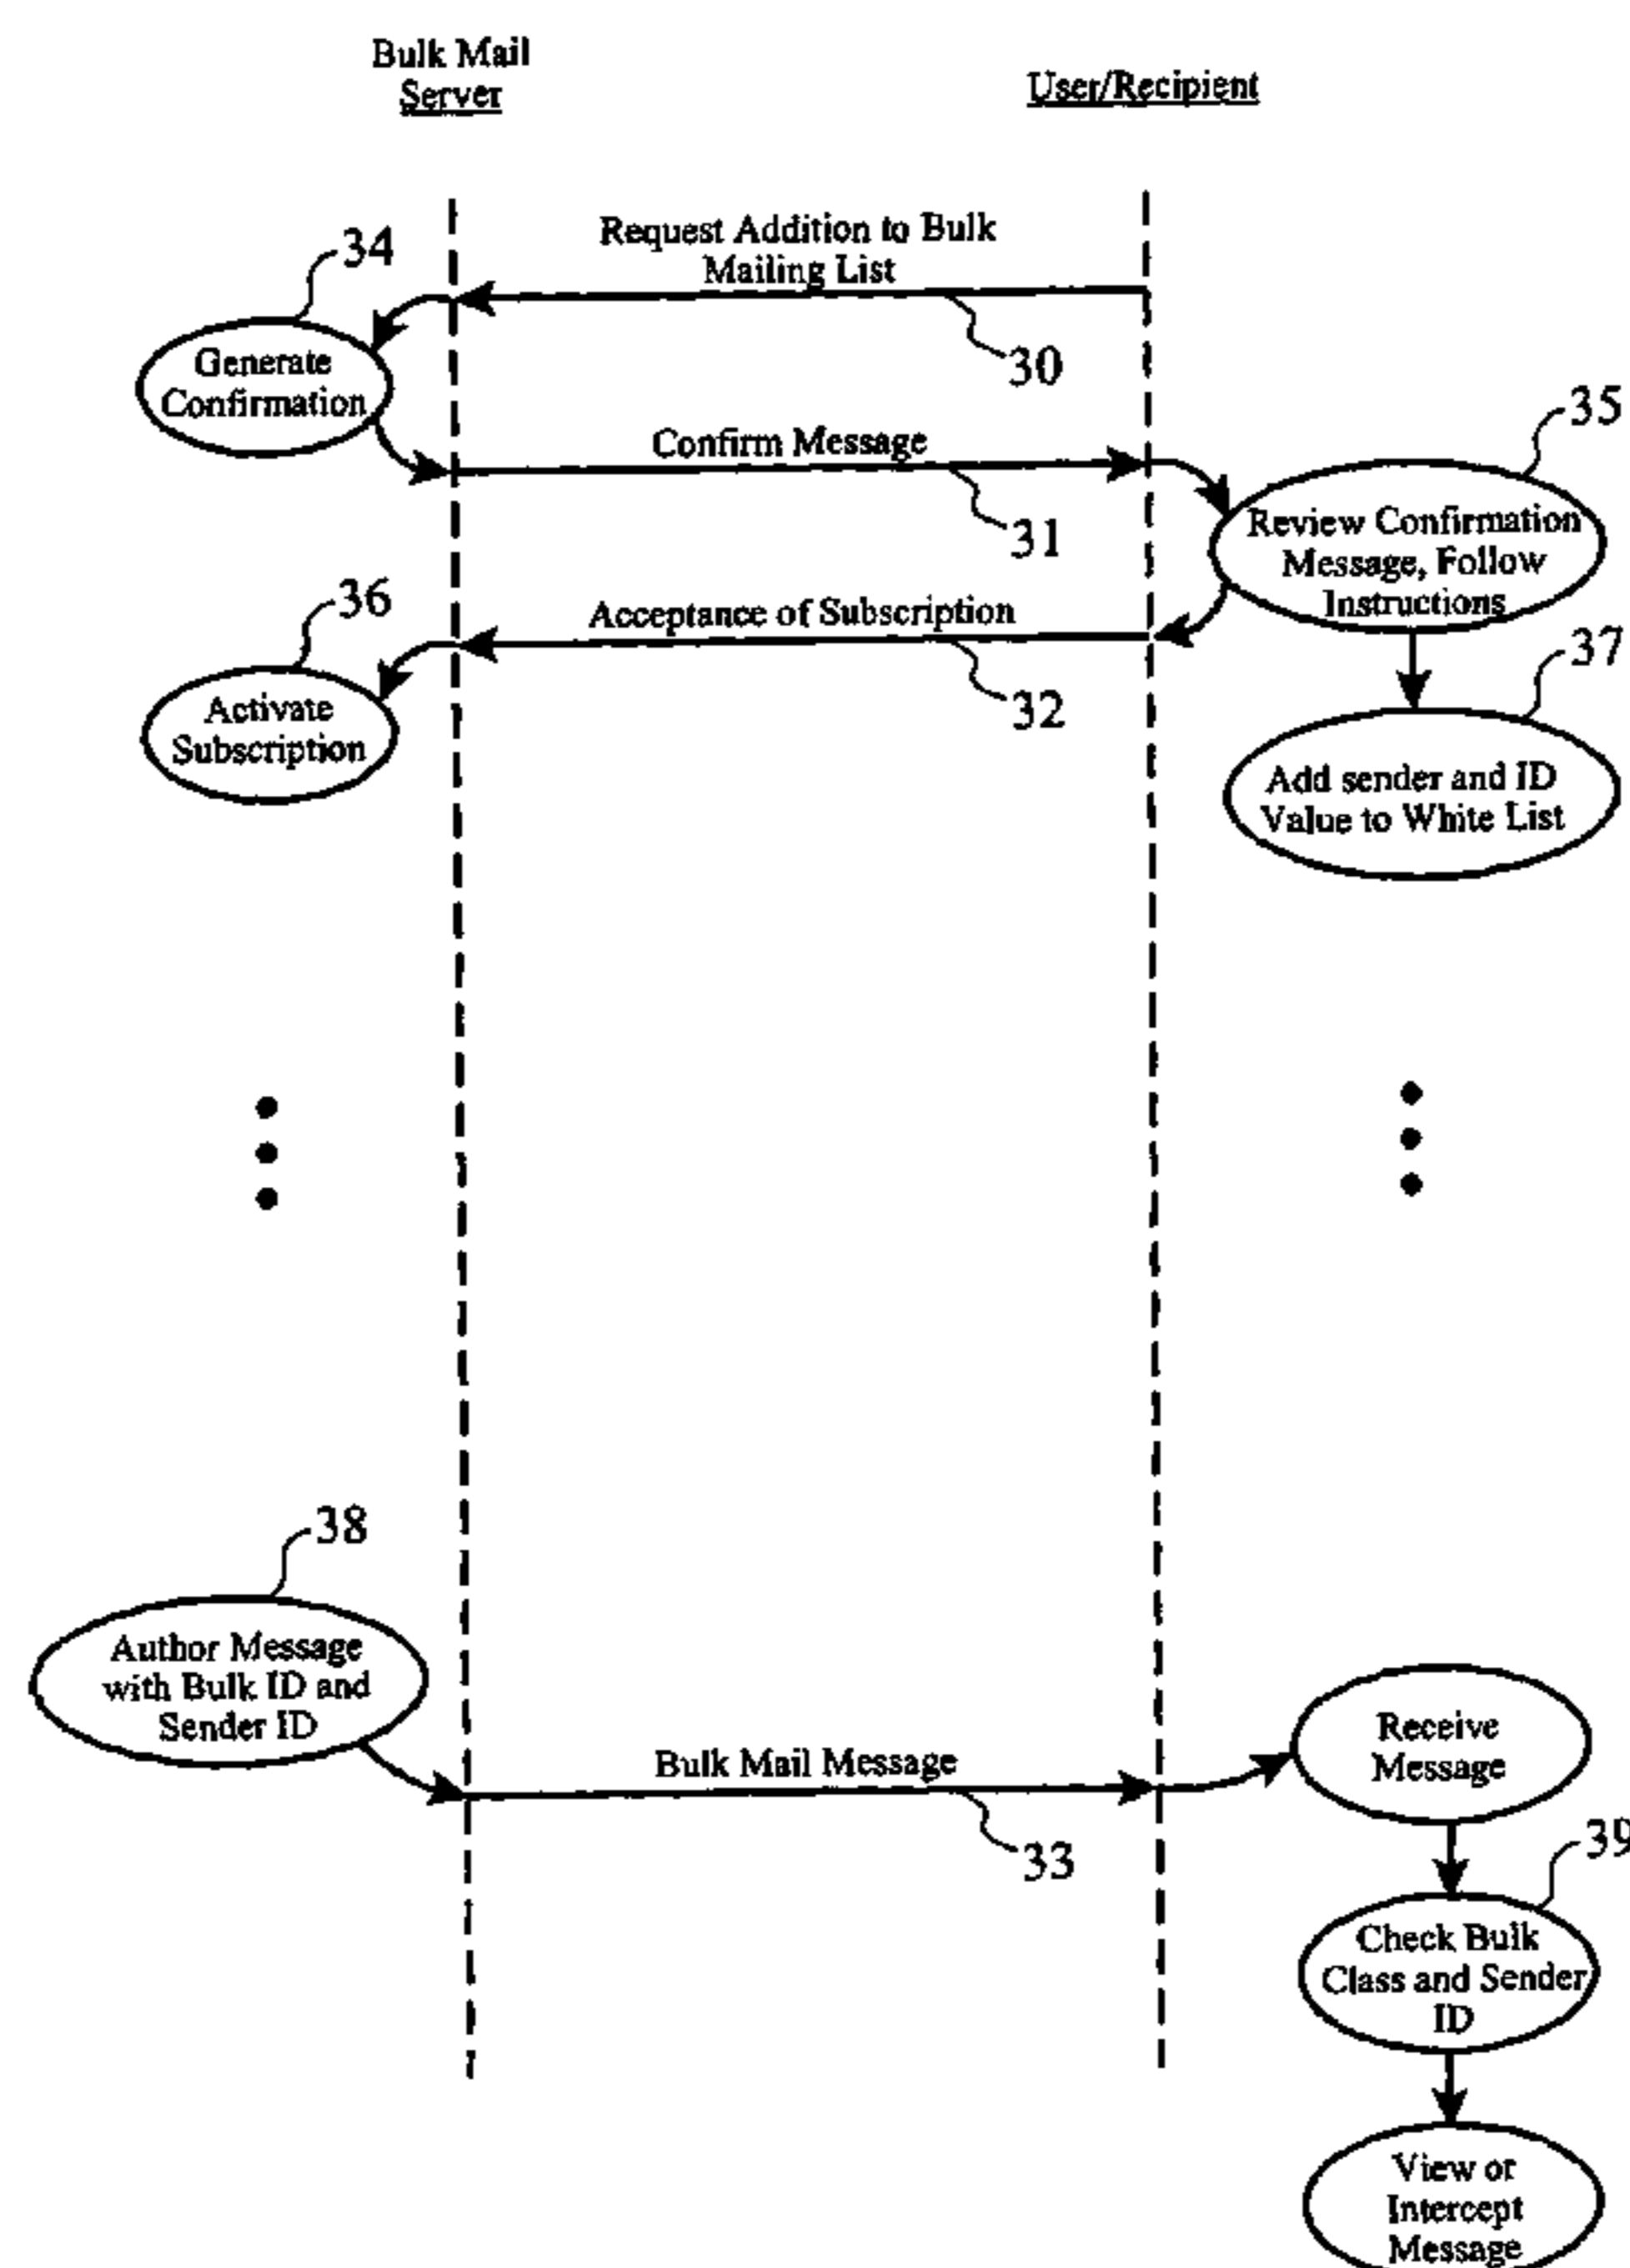 Bulk Mail
Server
User/Recipient
Request Addition to Bulk
Mailing List
34
30
Generate
Confirmation
Confirm Message
31
35
Review Confirmation
Message, Follow
Instructions
36
Acceptance of Subscription
32
37
Activate
Subscription
Add sender and ID
Value to White List
38
Author Message
with Bulk ID and
Sender ID
Bulk Mail Message
33
Receive
Message
39
Check Bulk
Class and Sender
ID
View or
Intercept
Message